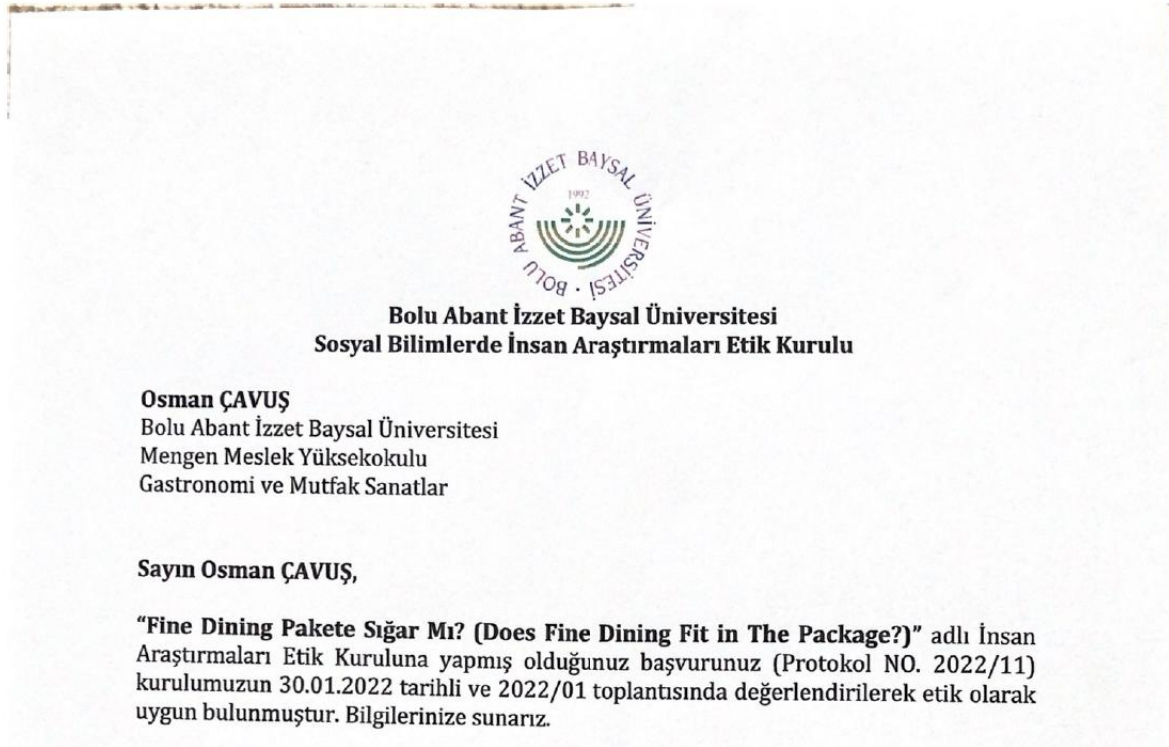 BOLU ABANT İZZET BAYSAL ÜNİVERSİTESİ ·
1992
Bolu Abant İzzet Baysal Üniversitesi
Sosyal Bilimlerde İnsan Araştırmaları Etik Kurulu
Osman ÇAVUŞ
Bolu Abant İzzet Baysal Üniversitesi
Mengen Meslek Yüksekokulu
Gastronomi ve Mutfak Sanatlar
Sayın Osman ÇAVUŞ,
“Fine Dining Pakete Sığar Mı? (Does Fine Dining Fit in The Package?)” adlı İnsan
Araştırmaları Etik Kuruluna yapmış olduğunuz başvurunuz (Protokol NO. 2022/11)
kurulumuzun 30.01.2022 tarihli ve 2022/01 toplantısında değerlendirilerek etik olarak
uygun bulunmuştur. Bilgilerinize sunarız.